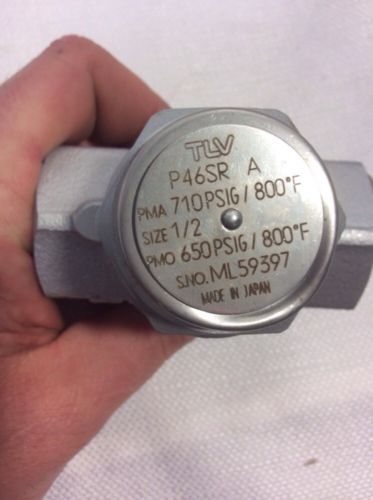 TLV
P46SR A
PMA 710 PSIG / 800°F
SIZE 1/2
PMO 650 PSIG / 800°F
S.NO. ML59397
MADE IN JAPAN